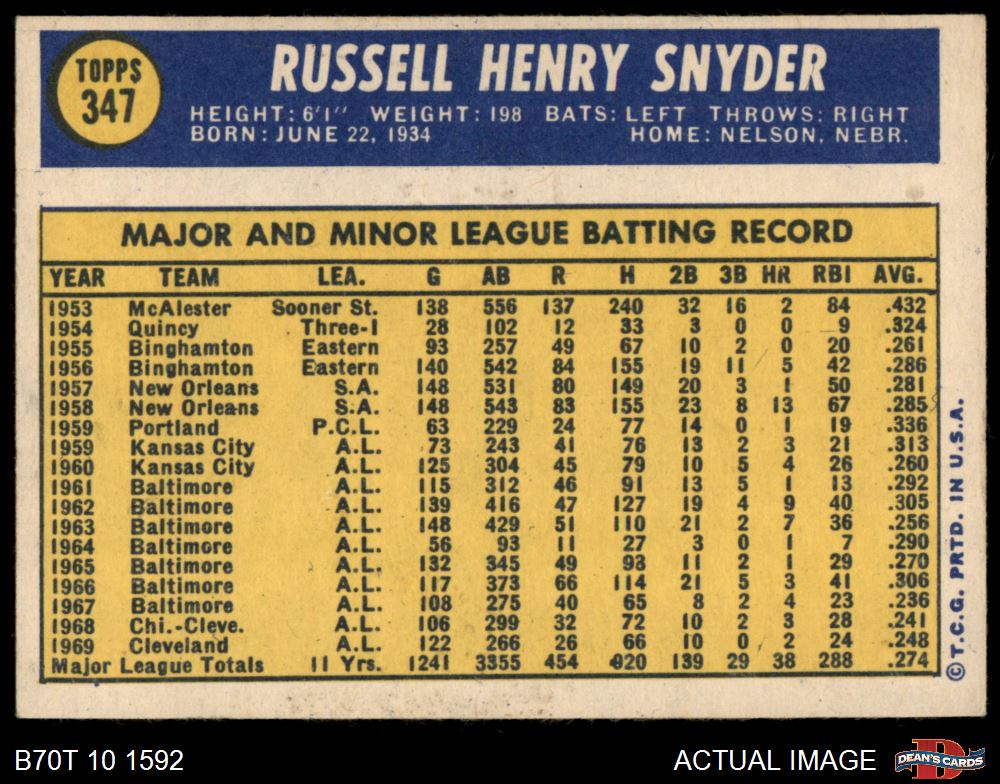 TOPPS
347
RUSSELL HENRY SNYDER
HEIGHT: 6'1" WEIGHT: 198 BATS: LEFT THROWS: RIGHT
BORN: JUNE 22, 1934 HOME: NELSON, NEBR.
MAJOR AND MINOR LEAGUE BATTING RECORD
YEAR TEAM LEA. G AB R H 2B 3B HR RBI AVG.
1953 McAlester Sooner St. 138 556 137 240 32 16 2 84 .432
1954 Quincy Three-I 28 102 12 33 3 0 0 9 .324
1955 Binghamton Eastern 93 257 49 67 10 2 0 20 .261
1956 Binghamton Eastern 140 542 84 155 19 11 5 42 .286
1957 New Orleans S.A. 148 531 80 149 20 3 1 50 .281
1958 New Orleans S.A. 148 543 83 155 23 8 13 67 .285
1959 Portland P.C.L. 63 229 24 77 14 0 1 19 .336
1959 Kansas City A.L. 73 243 41 76 13 2 3 21 .313
1960 Kansas City A.L. 125 304 45 79 10 5 4 26 .260
1961 Baltimore A.L. 115 312 46 91 13 5 1 13 .292
1962 Baltimore A.L. 139 416 47 127 19 4 9 40 .305
1963 Baltimore A.L. 148 429 51 110 21 2 7 36 .256
1964 Baltimore A.L. 56 93 11 27 3 0 1 7 .290
1965 Baltimore A.L. 132 345 49 93 11 2 1 29 .270
1966 Baltimore A.L. 117 373 66 114 21 5 3 41 .306
1967 Baltimore A.L. 108 275 40 65 8 2 4 23 .236
1968 Chi.-Cleve. A.L. 106 299 32 72 10 2 3 28 .241
1969 Cleveland A.L. 122 266 26 66 10 0 2 24 .248
Major League Totals 11 Yrs. 1241 3355 454 920 139 29 38 288 .274
© T.C.G. PRTD. IN U.S.A.
B70T 10 1592
ACTUAL IMAGE
DEAN'S CARDS